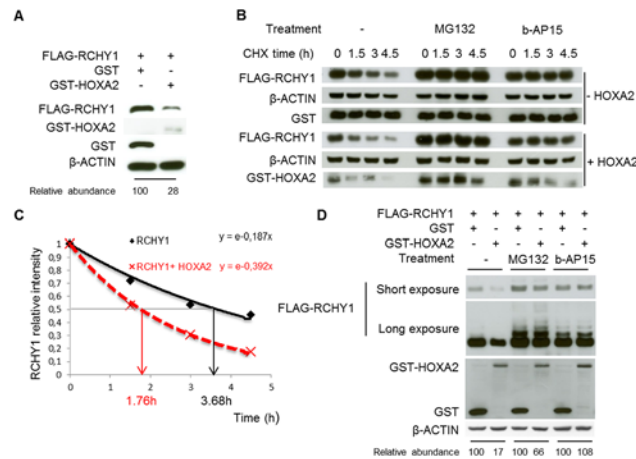 A
FLAG-RCHY1 + +
GST + -
GST-HOXA2 - +
FLAG-RCHY1
GST-HOXA2
GST
β-ACTIN
Relative abundance 100 28
B
Treatment - MG132 b-AP15
CHX time (h) 0 1.5 3 4.5 0 1.5 3 4.5 0 1.5 3 4.5
FLAG-RCHY1
β-ACTIN
GST
- HOXA2
FLAG-RCHY1
β-ACTIN
GST-HOXA2
+ HOXA2
C
RCHY1 y = e-0,187x
RCHY1+ HOXA2 y = e-0,392x
RCHY1 relative intensity
1
0,9
0,8
0,7
0,6
0,5
0,4
0,3
0,2
0,1
0
0 1 2 3 4 5
1.76h 3.68h Time (h)
D
FLAG-RCHY1 + + + + + +
GST + - + - + -
GST-HOXA2 - + - + - +
Treatment - MG132 b-AP15
Short exposure
FLAG-RCHY1
Long exposure
GST-HOXA2
GST
β-ACTIN
Relative abundance 100 17 100 66 100 108